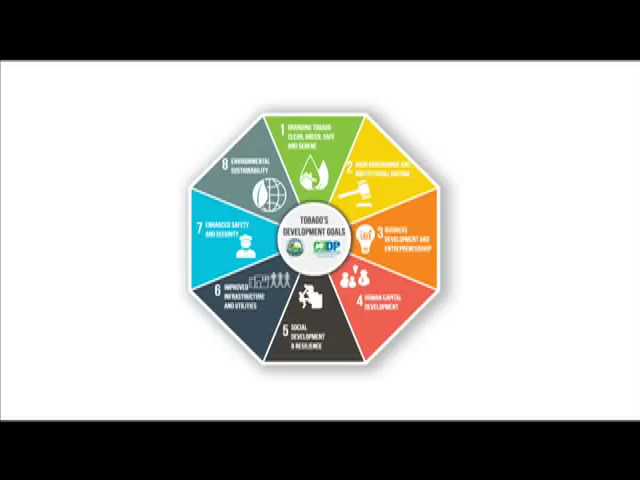 1 BRANDING TOBAGO
CLEAN, GREEN, SAFE
AND SERENE
2 GOOD GOVERNANCE AND
INSTITUTIONAL REFORM
3 BUSINESS
DEVELOPMENT AND
ENTREPRENEURSHIP
4 HUMAN CAPITAL
DEVELOPMENT
5 SOCIAL
DEVELOPMENT
& RESILIENCE
6 IMPROVED
INFRASTRUCTURE
AND UTILITIES
7 ENHANCED SAFETY
AND SECURITY
8 ENVIRONMENTAL
SUSTAINABILITY
TOBAGO'S
DEVELOPMENT GOALS